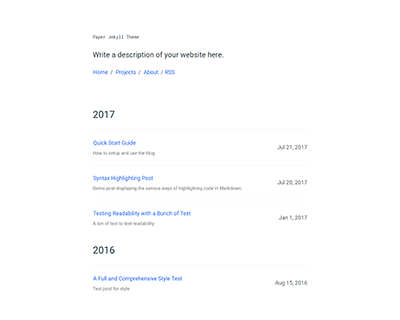 Paper Jekyll Theme
Write a description of your website here.
Home / Projects / About / RSS
2017
Quick Start Guide
Jul 21, 2017
How to setup and use the blog
Syntax Highlighting Post
Jul 20, 2017
Demo post displaying the various ways of highlighting code in Markdown.
Testing Readability with a Bunch of Text
Jan 1, 2017
A ton of text to test readability
2016
A Full and Comprehensive Style Test
Aug 15, 2016
Test post for style